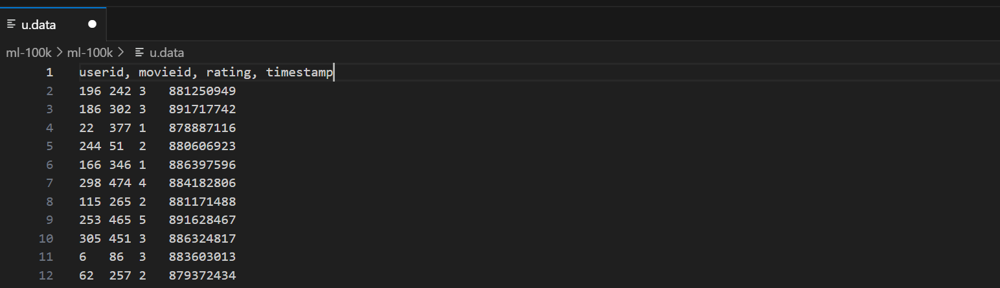 u.data
ml-100k > ml-100k > u.data
1 userid, movieid, rating, timestamp
2 196 242 3 881250949
3 186 302 3 891717742
4 22 377 1 878887116
5 244 51 2 880606923
6 166 346 1 886397596
7 298 474 4 884182806
8 115 265 2 881171488
9 253 465 5 891628467
10 305 451 3 886324817
11 6 86 3 883603013
12 62 257 2 879372434